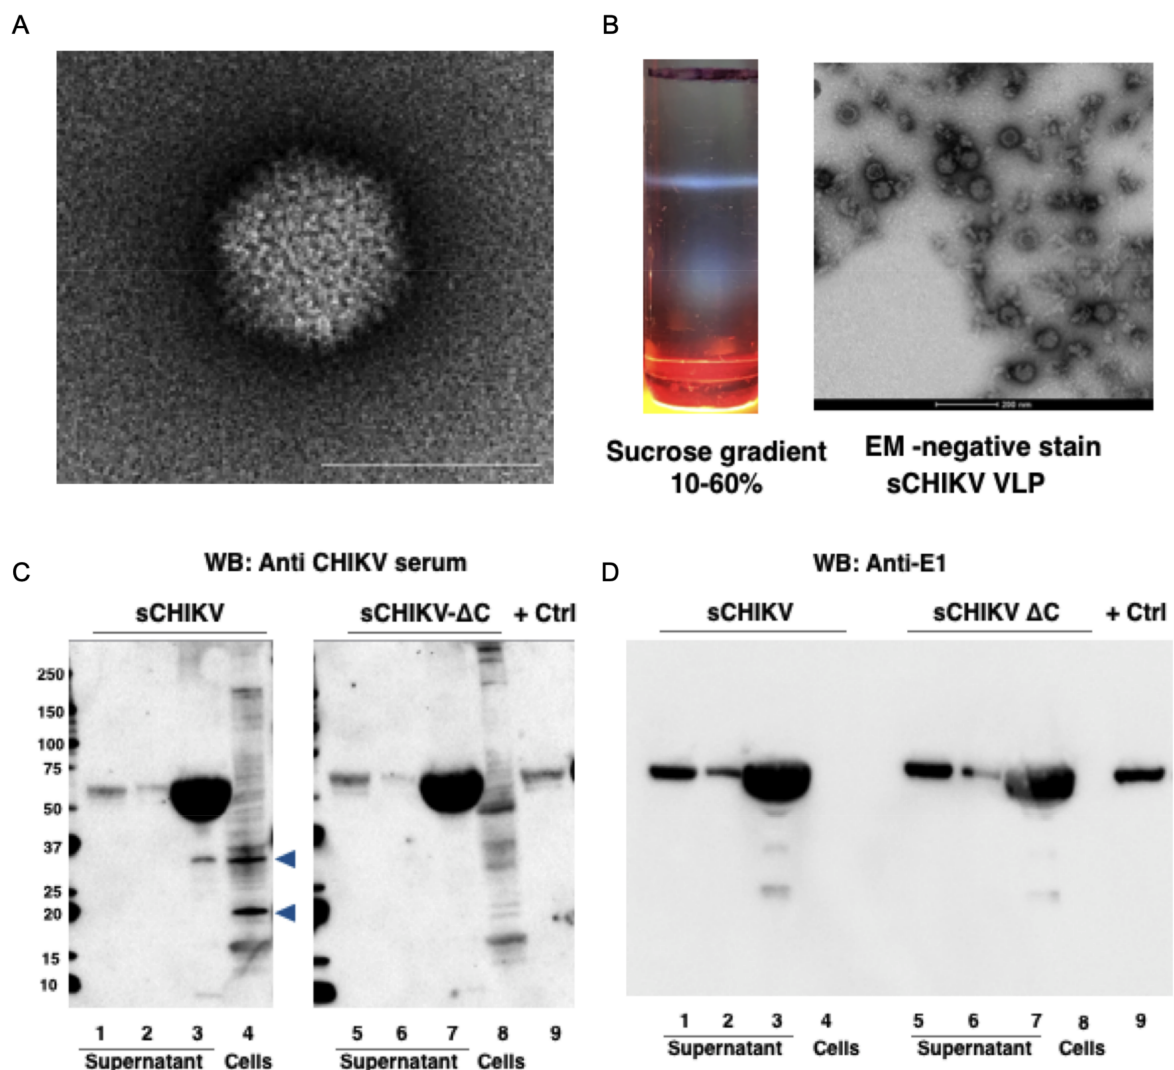 A
B
Sucrose gradient
10-60%
200 nm
EM -negative stain
sCHIKV VLP
C
WB: Anti CHIKV serum
sCHIKV
sCHIKV-ΔC
+ Ctrl
250
150
100
75
50
37
25
20
15
10
1 2 3 4 5 6 7 8 9
Supernatant Cells Supernatant Cells
D
WB: Anti-E1
sCHIKV
sCHIKV ΔC
+ Ctrl
1 2 3 4 5 6 7 8 9
Supernatant Cells Supernatant Cells